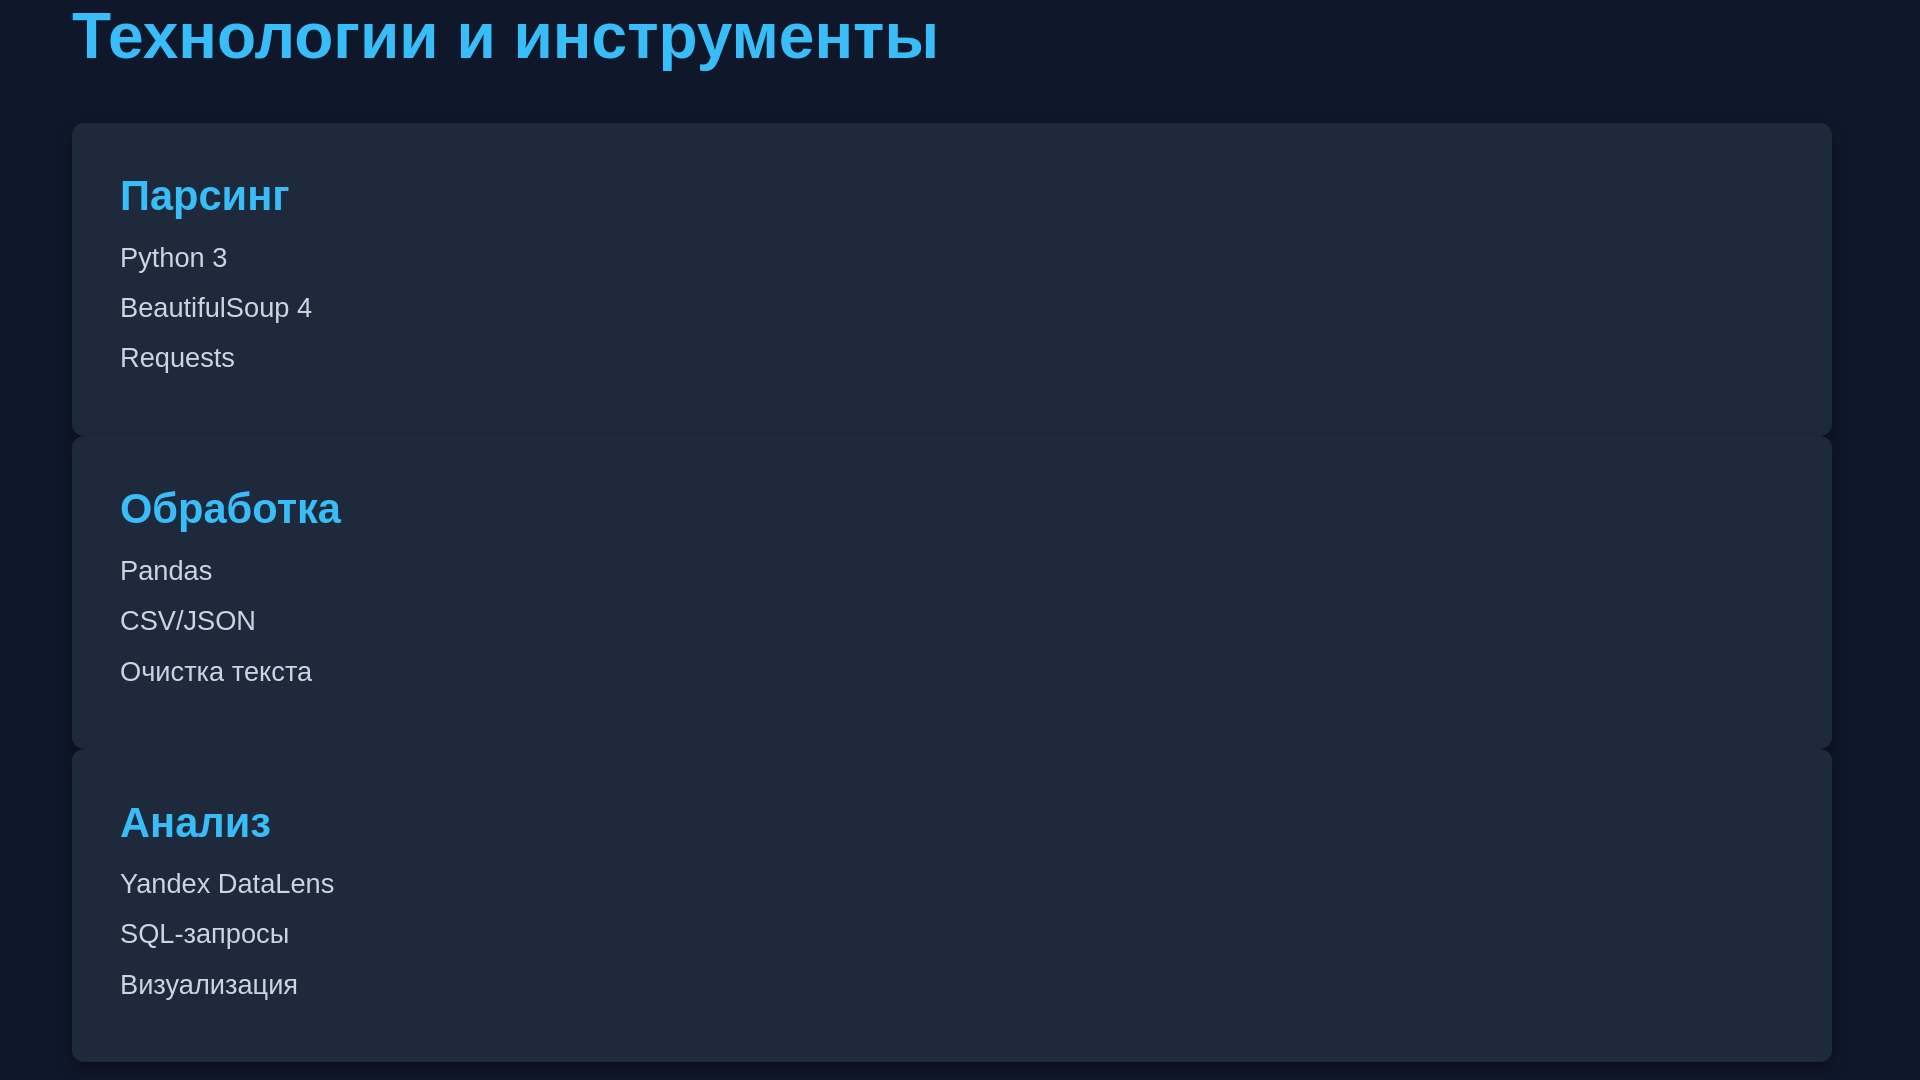 Технологии и инструменты
Парсинг
Python 3
BeautifulSoup 4
Requests
Обработка
Pandas
CSV/JSON
Очистка текста
Анализ
Yandex DataLens
SQL-запросы
Визуализация